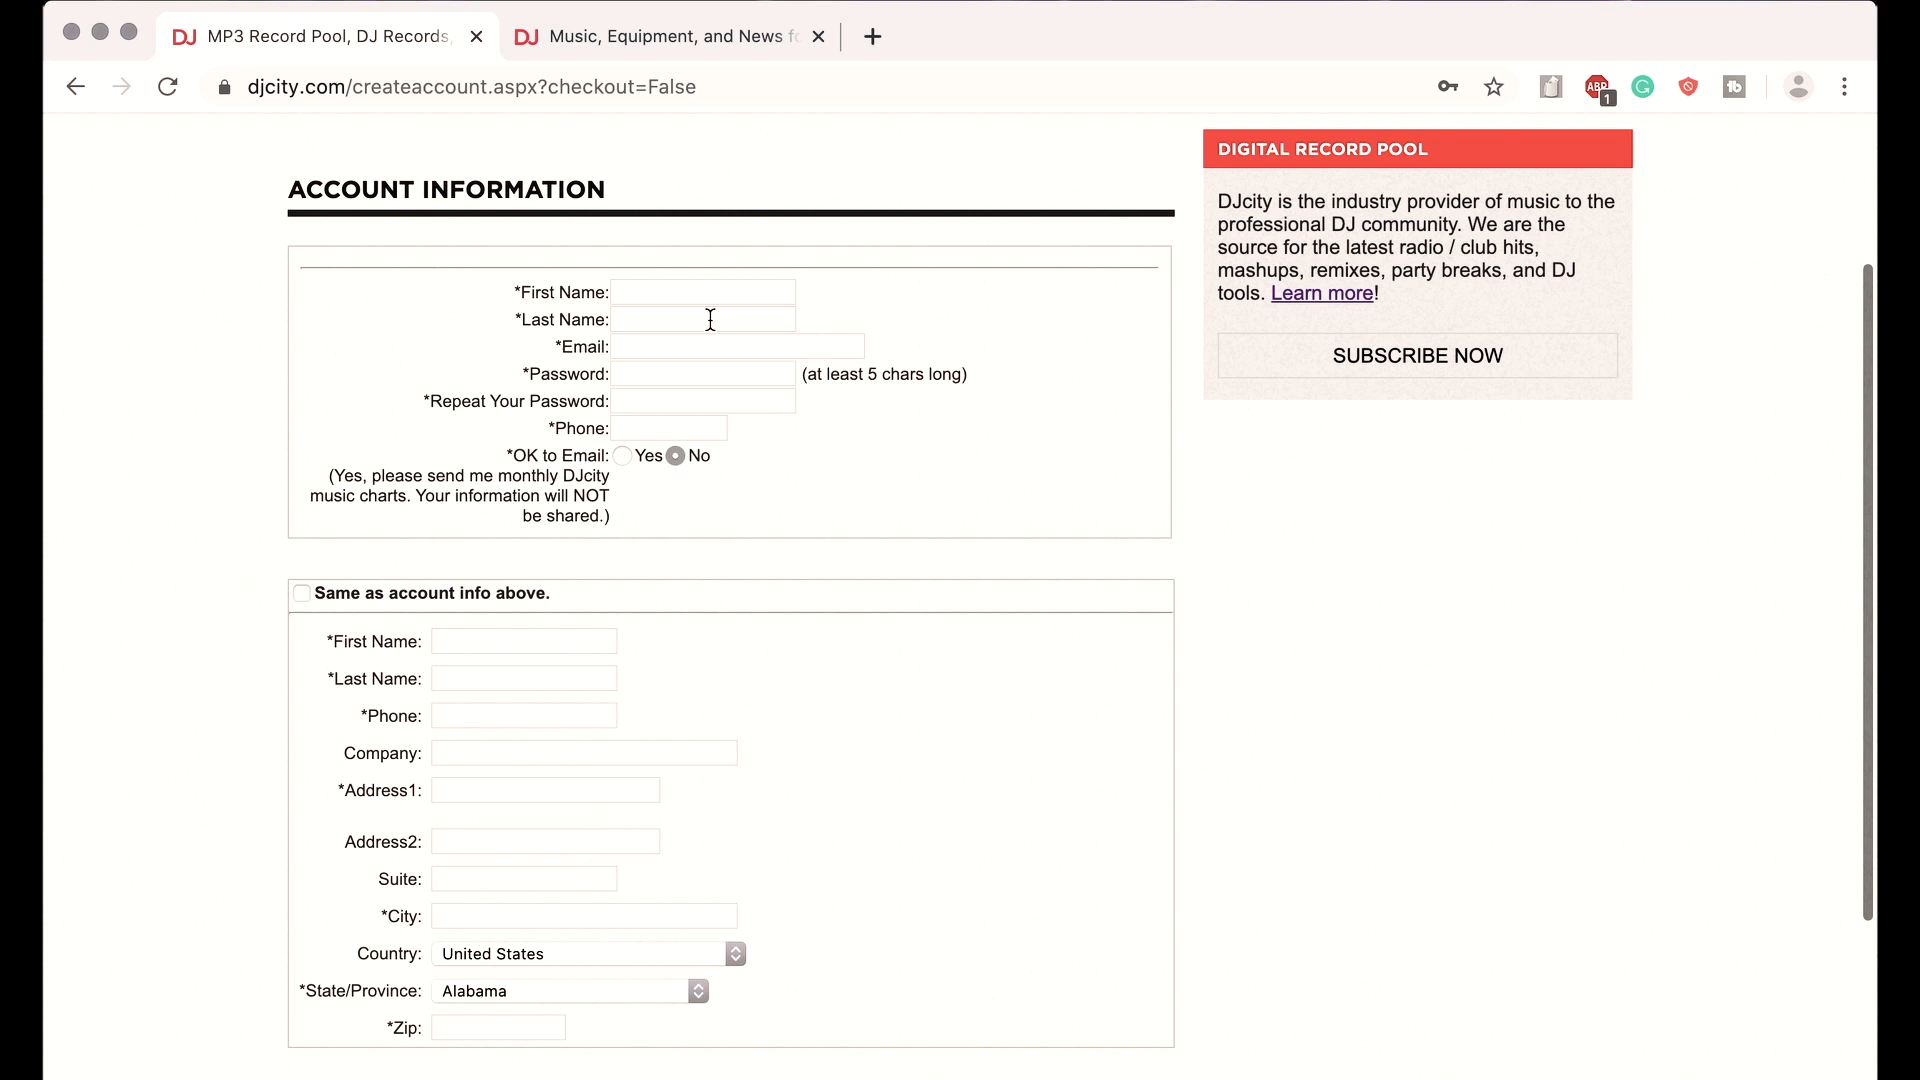 DJ MP3 Record Pool, DJ Records,
DJ Music, Equipment, and News fo
djcity.com/createaccount.aspx?checkout=False
ABP
1
G
tb
DIGITAL RECORD POOL
DJcity is the industry provider of music to the
professional DJ community. We are the
source for the latest radio / club hits,
mashups, remixes, party breaks, and DJ
tools. Learn more!
SUBSCRIBE NOW
ACCOUNT INFORMATION
*First Name:
*Last Name:
*Email:
*Password: (at least 5 chars long)
*Repeat Your Password:
*Phone:
*OK to Email: Yes No
(Yes, please send me monthly DJcity
music charts. Your information will NOT
be shared.)
Same as account info above.
*First Name:
*Last Name:
*Phone:
Company:
*Address1:
Address2:
Suite:
*City:
Country: United States
*State/Province: Alabama
*Zip: